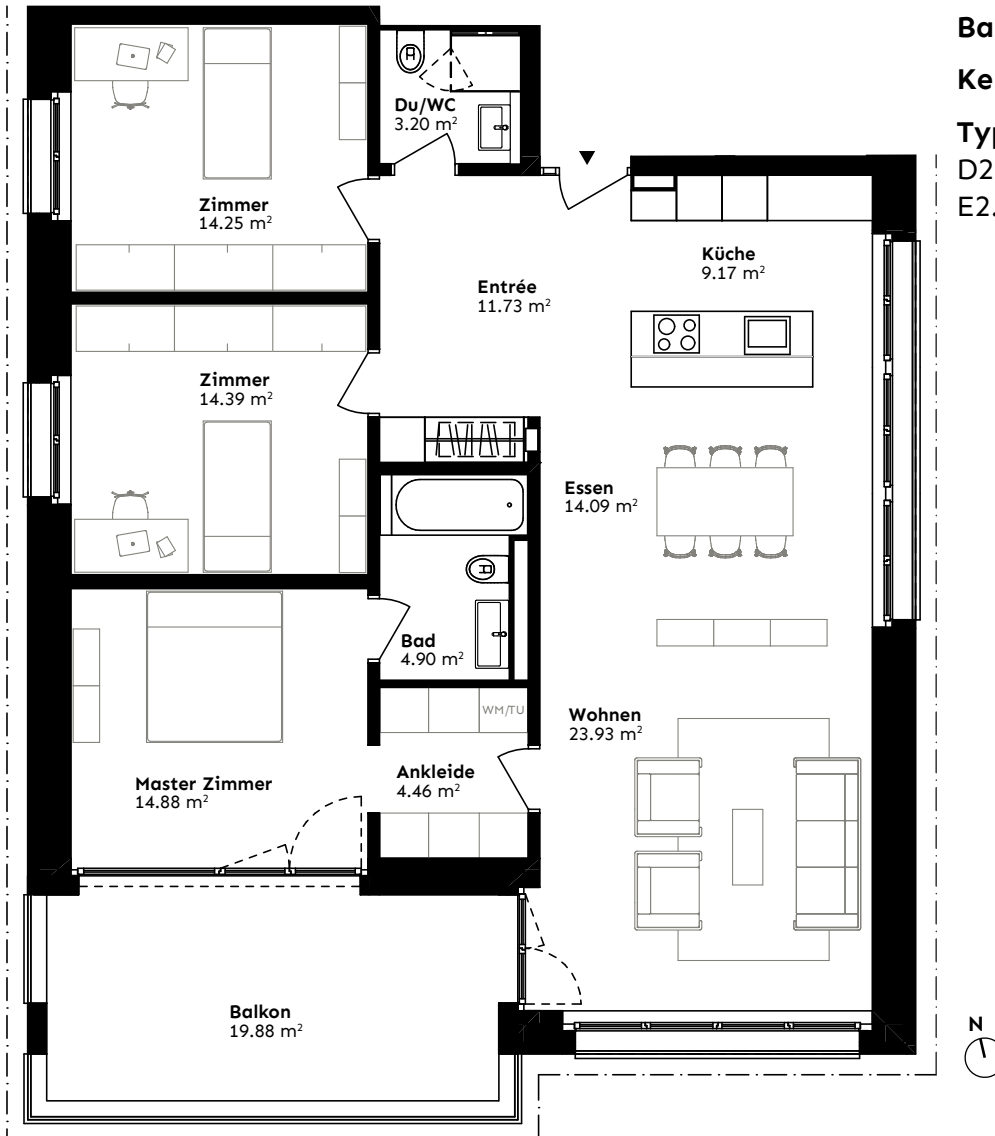 Du/WC
3.20 m²
Zimmer
14.25 m²
Küche
9.17 m²
Entrée
11.73 m²
Zimmer
14.39 m²
Essen
14.09 m²
Bad
4.90 m²
WM/TU
Wohnen
23.93 m²
Master Zimmer
14.88 m²
Ankleide
4.46 m²
Balkon
19.88 m²
Ba
Ke
Typ
D2
E2.
N